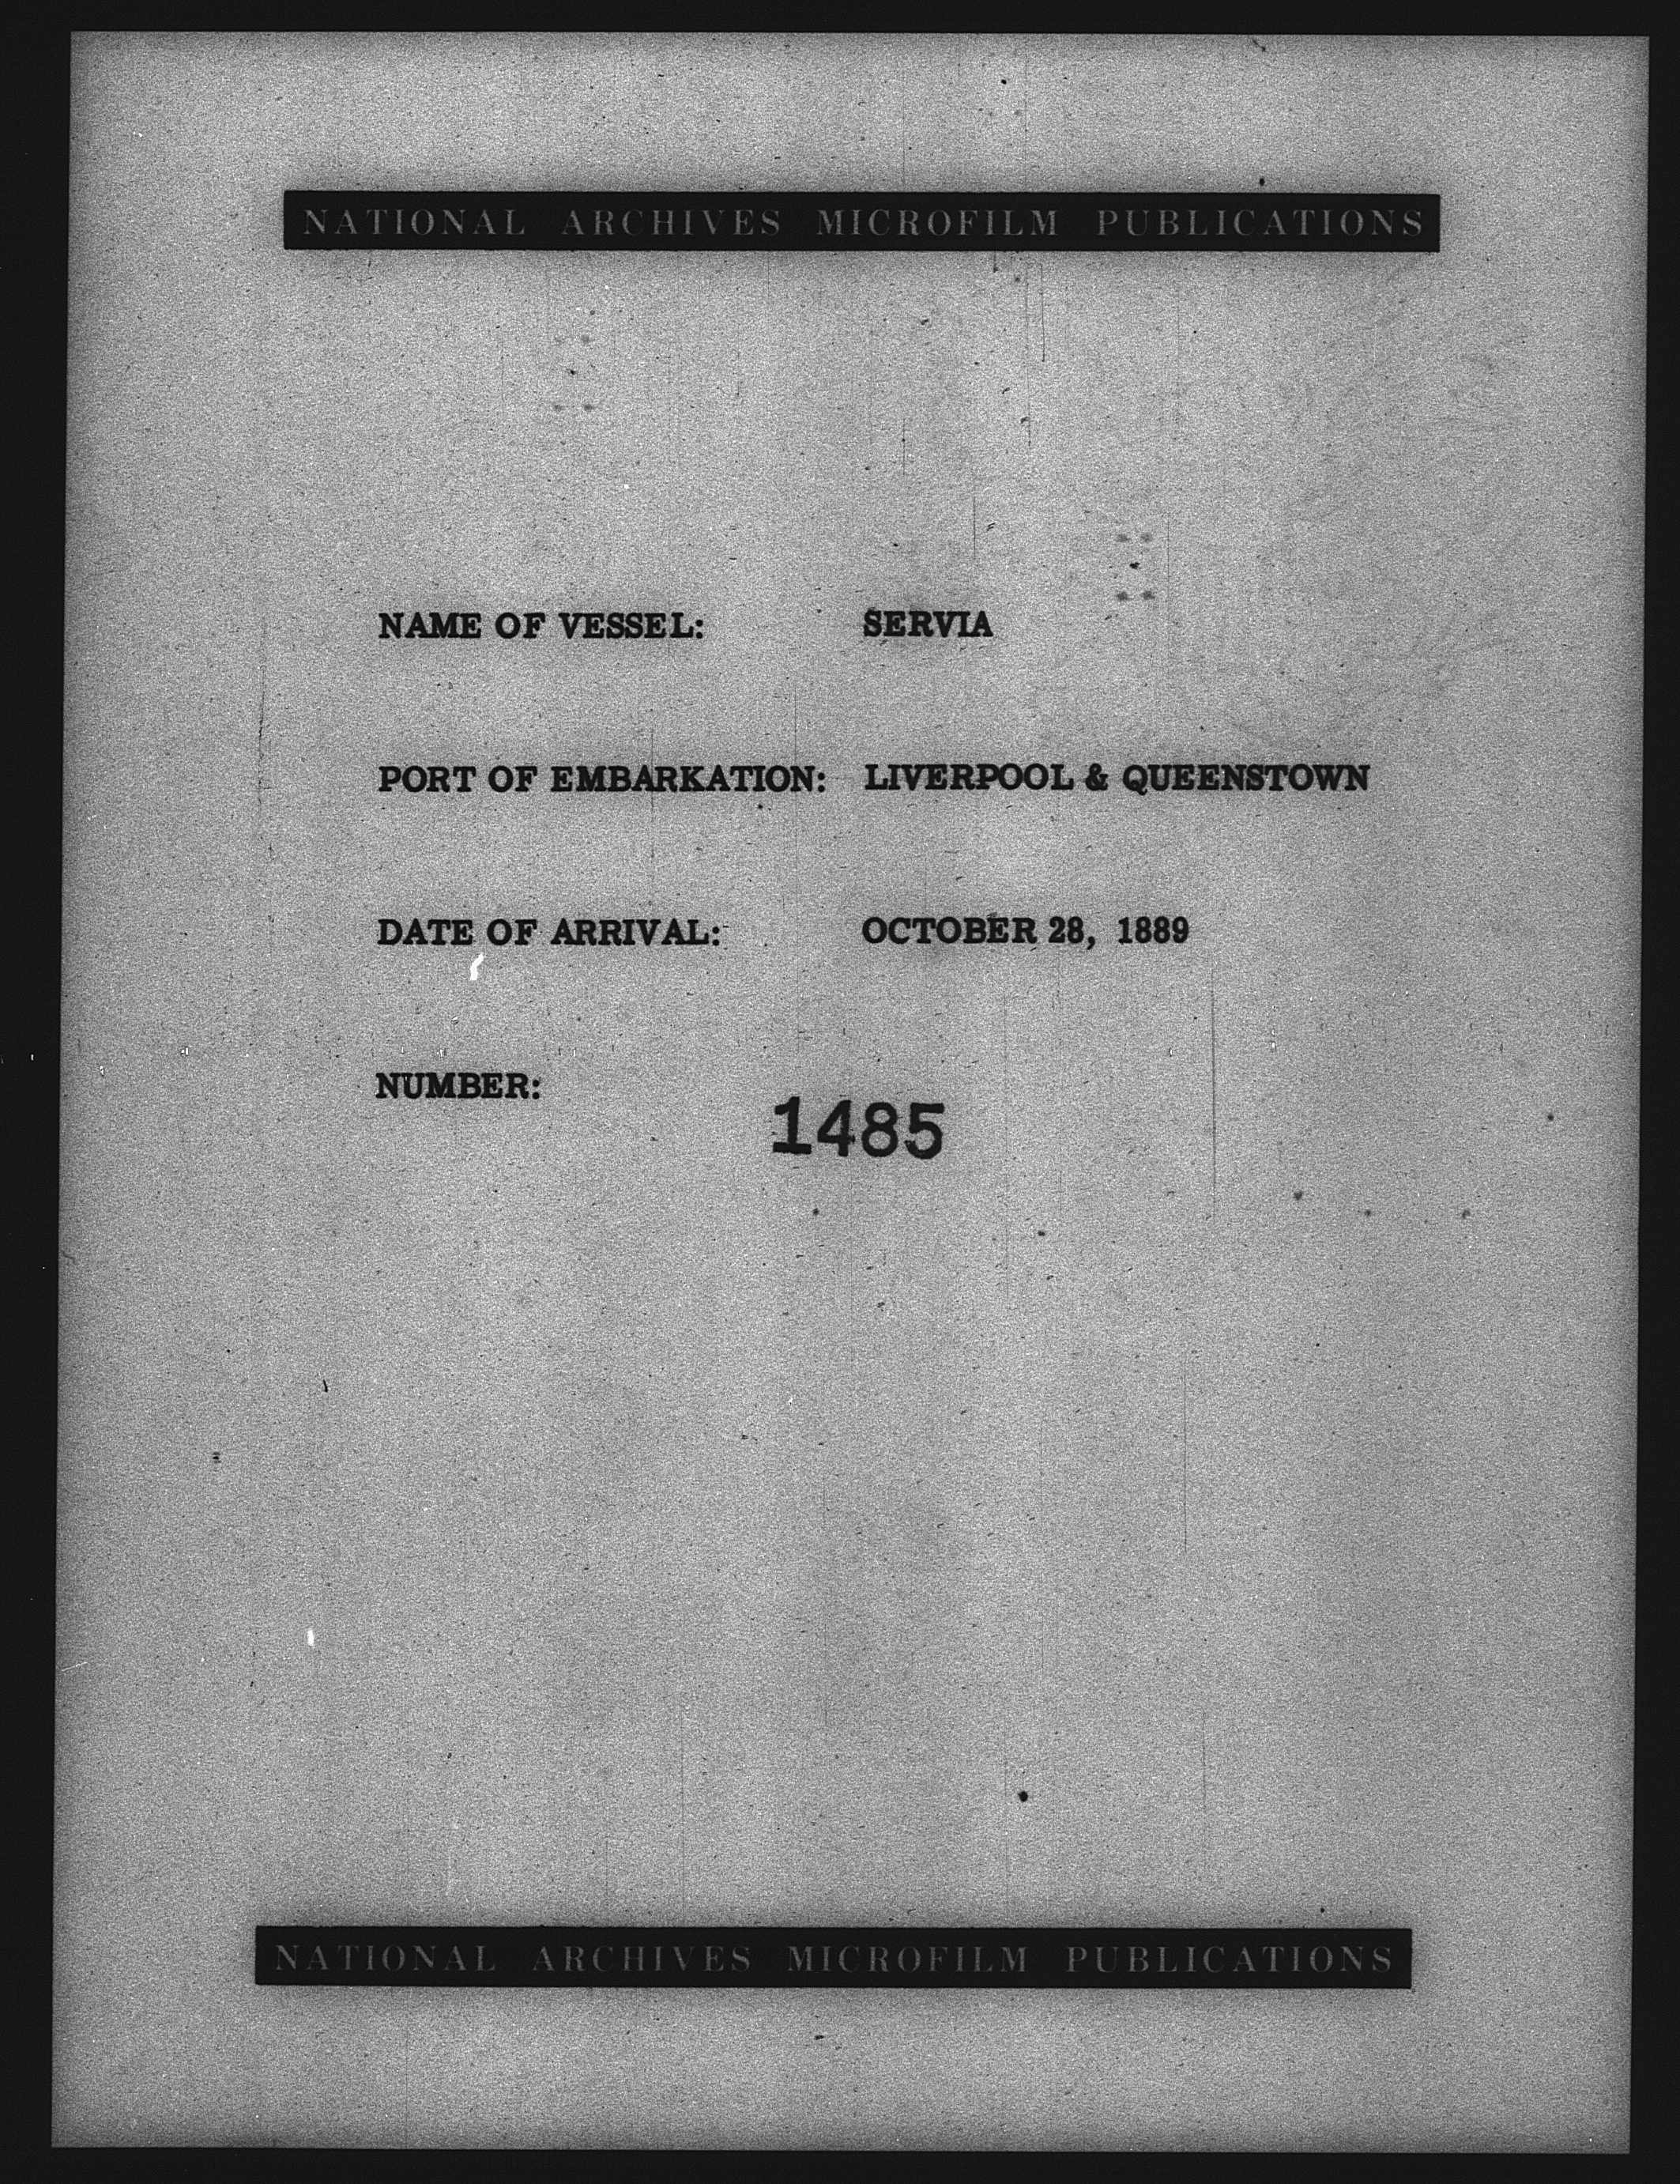 NATIONAL ARCHIVES MICROFILM PUBLICATIONS
NAME OF VESSEL: SERVIA
PORT OF EMBARKATION: LIVERPOOL & QUEENSTOWN
DATE OF ARRIVAL: OCTOBER 28, 1889
NUMBER:
1485
NATIONAL ARCHIVES MICROFILM PUBLICATIONS